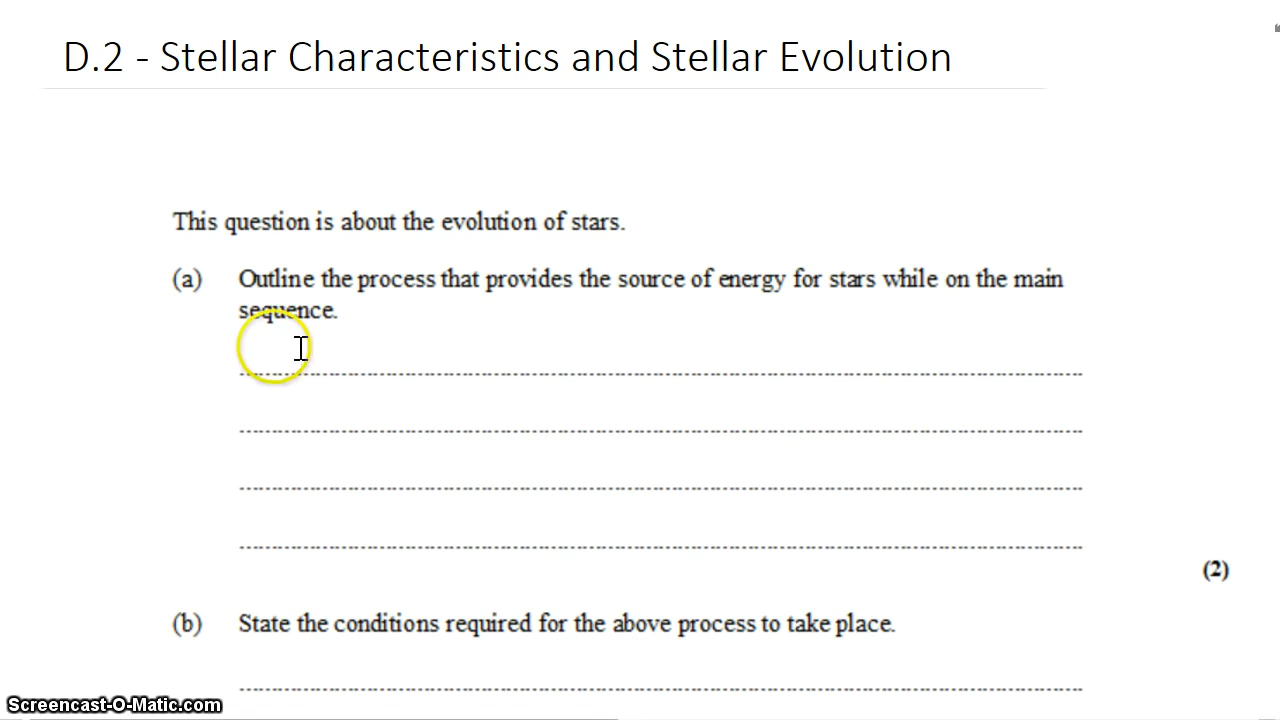 D.2 - Stellar Characteristics and Stellar Evolution
This question is about the evolution of stars.
(a) Outline the process that provides the source of energy for stars while on the main
sequence.
(2)
(b) State the conditions required for the above process to take place.
Screencast-O-Matic.com